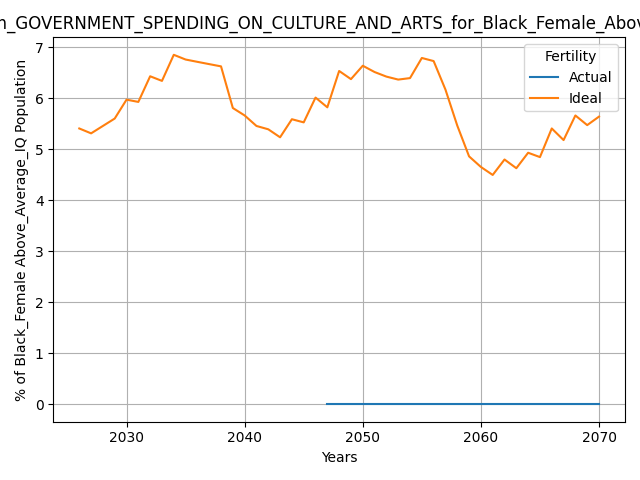 n_GOVERNMENT_SPENDING_ON_CULTURE_AND_ARTS_for_Black_Female_Abov
Fertility
Actual
Ideal
% of Black_Female Above_Average_IQ Population
7
6
5
4
3
2
1
0
2030 2040 2050 2060 2070
Years